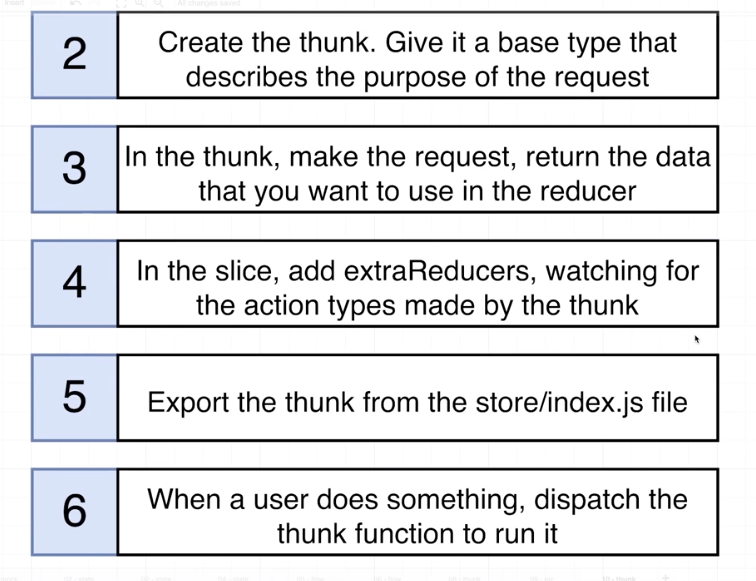 All changes saved
2
Create the thunk. Give it a base type that
describes the purpose of the request
3
In the thunk, make the request, return the data
that you want to use in the reducer
4
In the slice, add extraReducers, watching for
the action types made by the thunk
5
Export the thunk from the store/index.js file
6
When a user does something, dispatch the
thunk function to run it